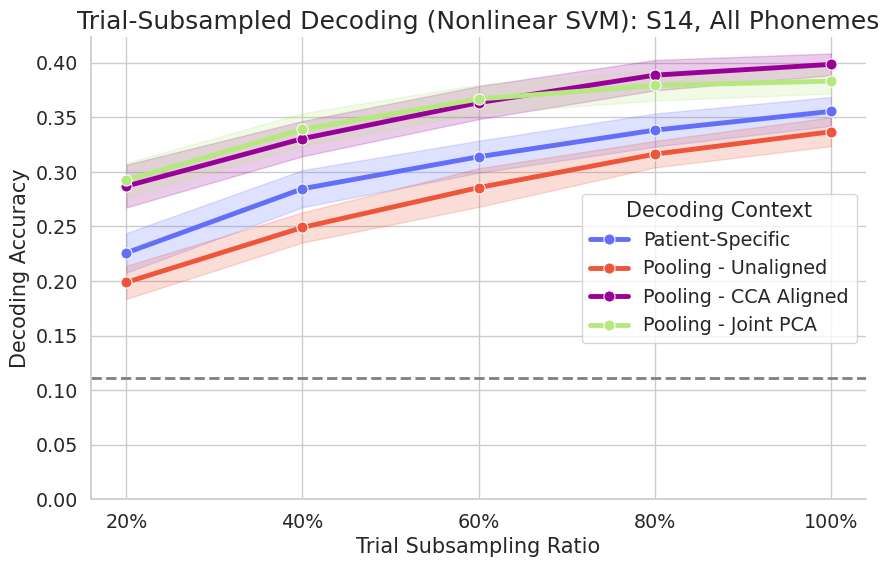 Trial-Subsampled Decoding (Nonlinear SVM): S14, All Phonemes
Decoding Accuracy
0.40
0.35
0.30
0.25
0.20
0.15
0.10
0.05
0.00
Decoding Context
Patient-Specific
Pooling - Unaligned
Pooling - CCA Aligned
Pooling - Joint PCA
20% 40% 60% 80% 100%
Trial Subsampling Ratio